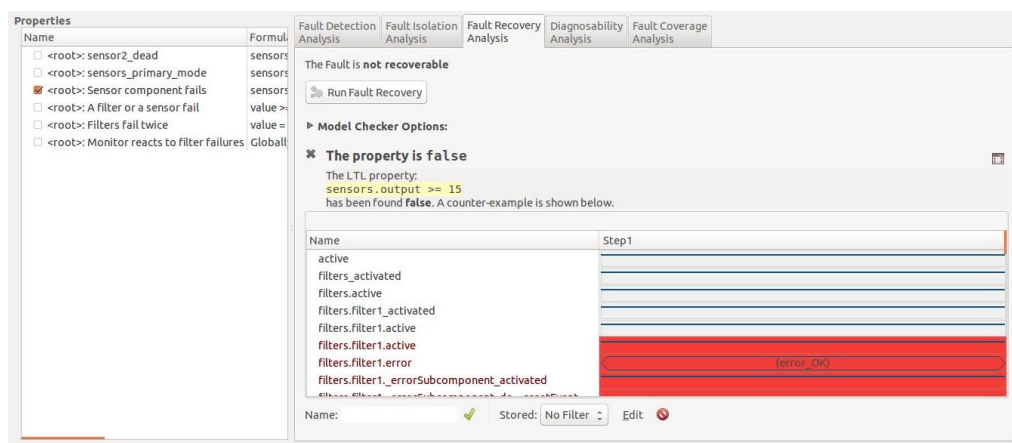 Properties
Name Formul
<root>: sensor2_dead sensors
<root>: sensors_primary_mode sensors
<root>: Sensor component fails sensors
<root>: A filter or a sensor fail value >=
<root>: Filters fail twice value =
<root>: Monitor reacts to filter failures Globall
Fault Detection Analysis
Fault Isolation Analysis
Fault Recovery Analysis
Diagnosability Analysis
Fault Coverage Analysis
The Fault is not recoverable
Run Fault Recovery
Model Checker Options:
The property is false
The LTL property:
sensors.output >= 15
has been found false. A counter-example is shown below.
Name Step1
active
filters_activated
filters.active
filters.filter1_activated
filters.filter1.active
filters.filter1.active
filters.filter1.error (error_OK)
filters.filter1._errorSubcomponent_activated
Name: Stored: No Filter Edit